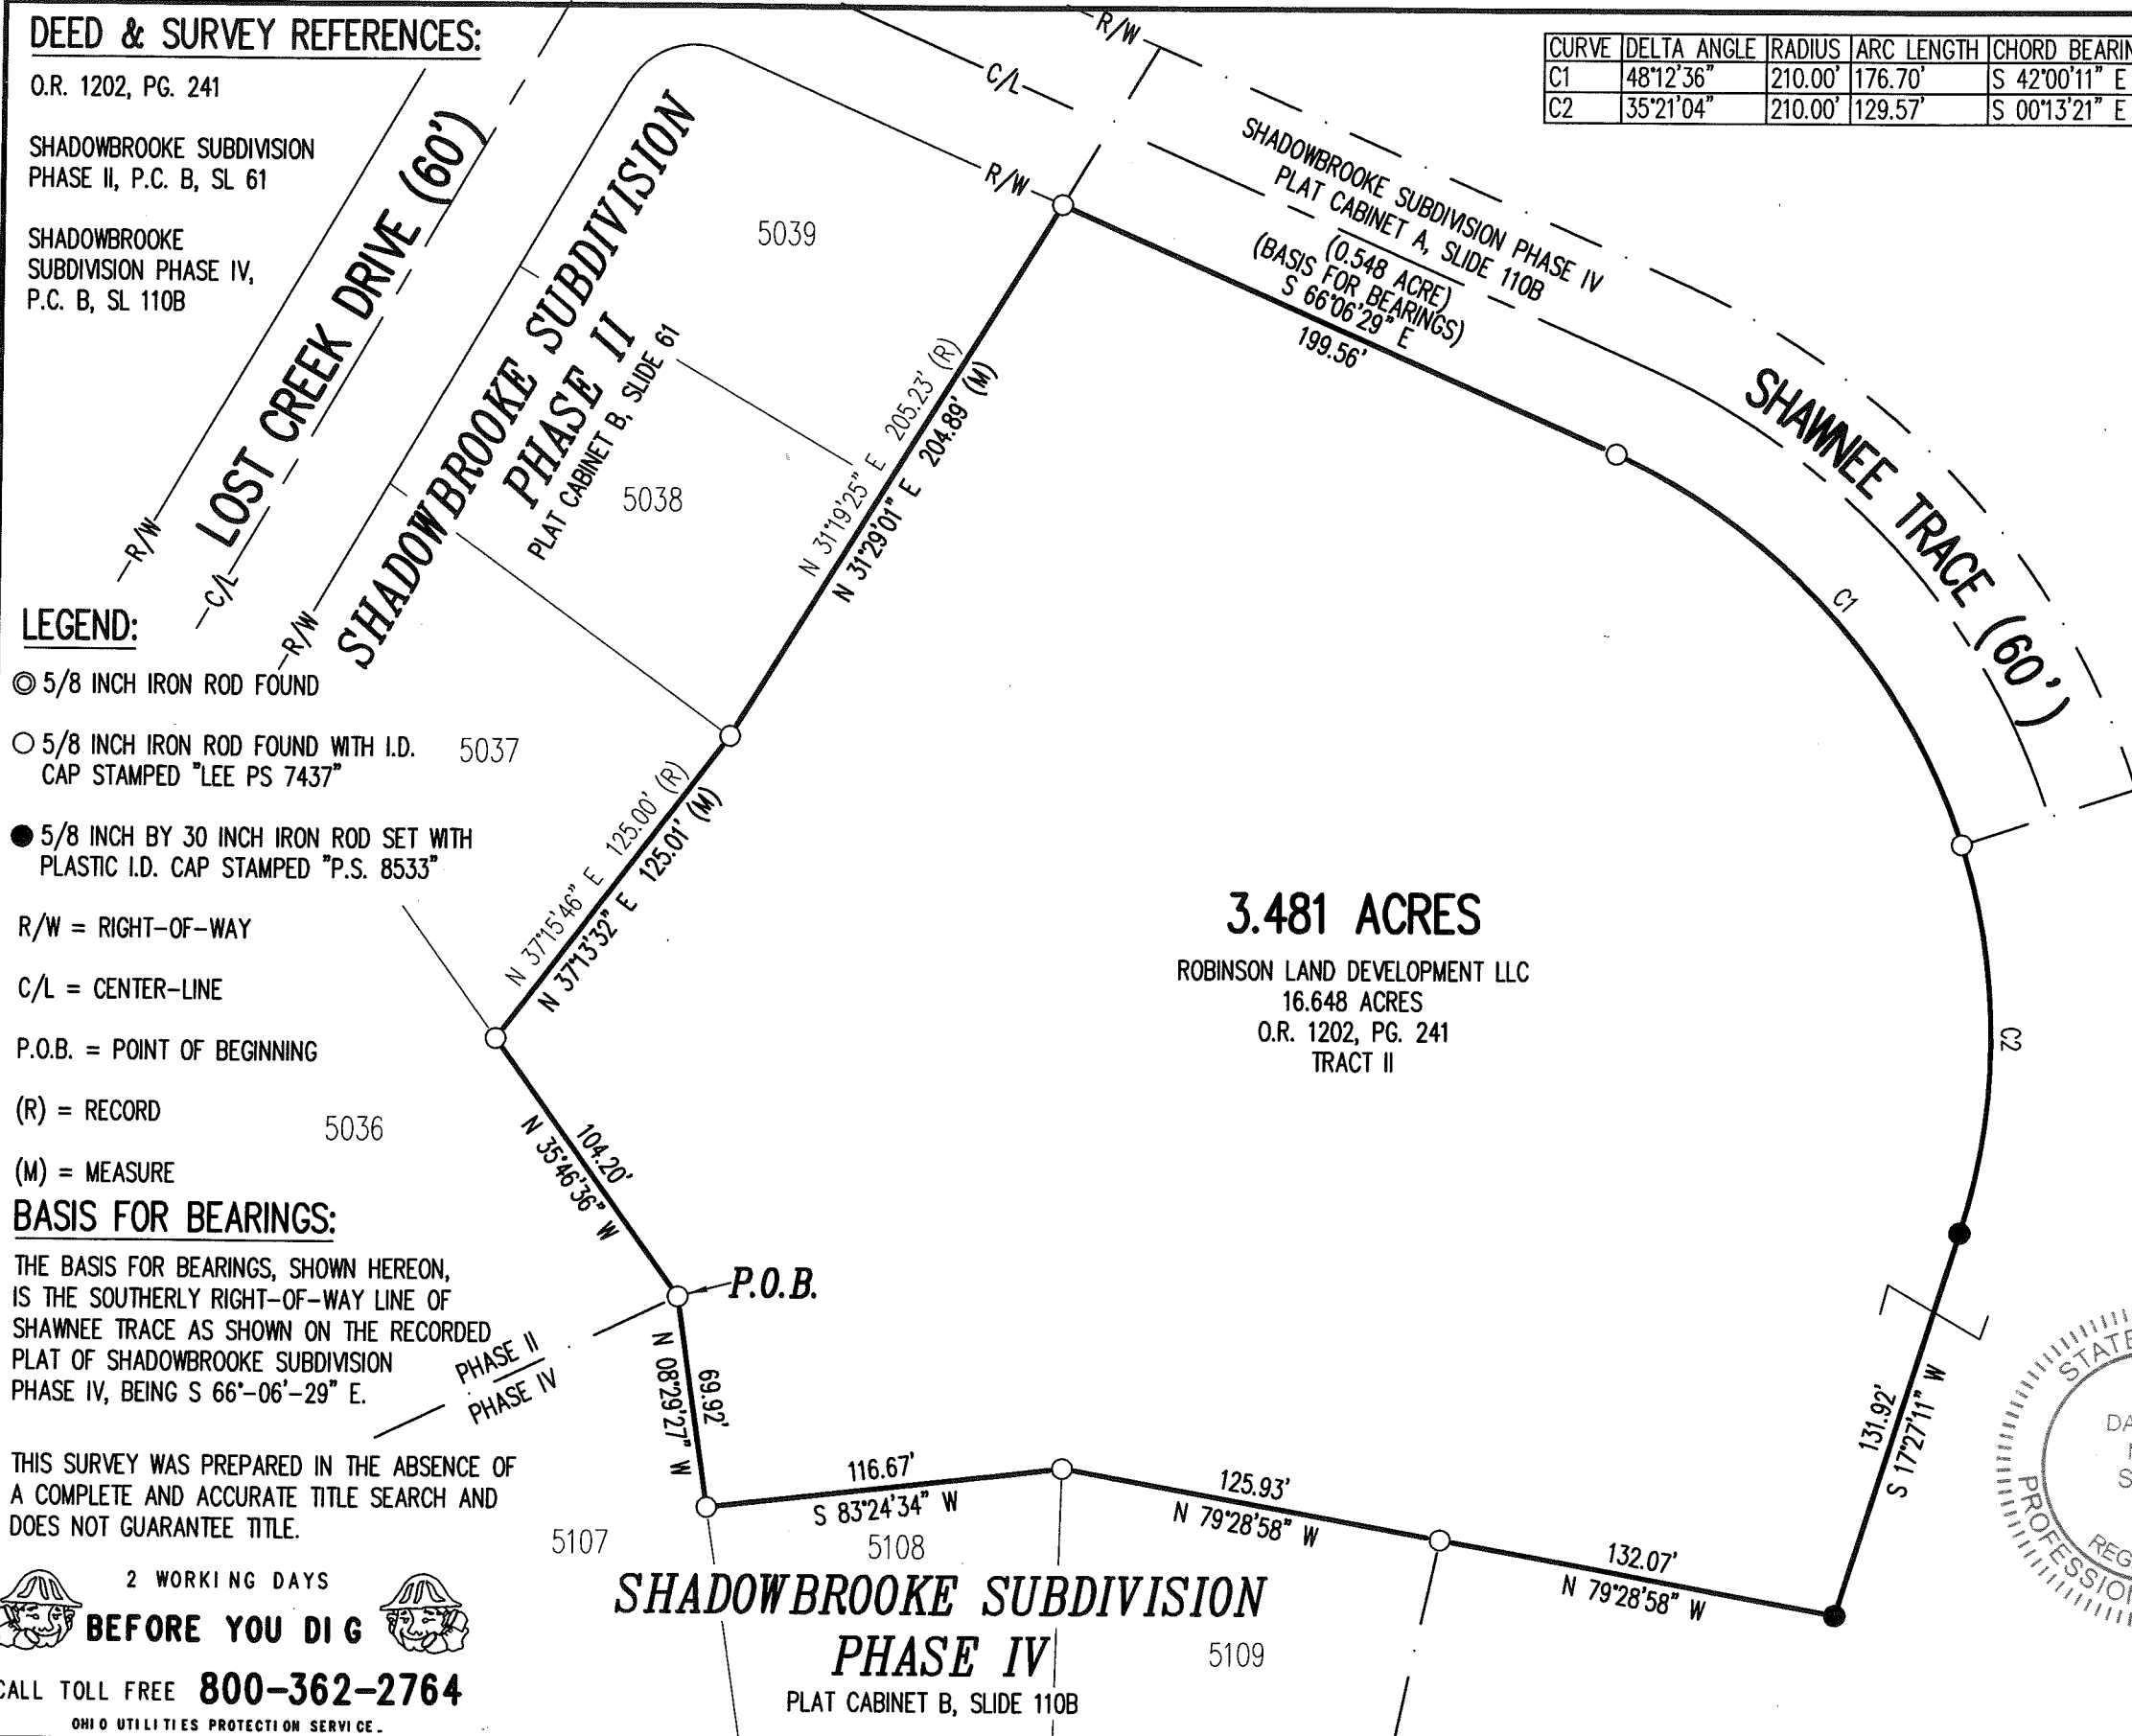 DEED & SURVEY REFERENCES:
O.R. 1202, PG. 241
SHADOWBROOKE SUBDIVISION
PHASE II, P.C. B, SL 61
SHADOWBROOKE
SUBDIVISION PHASE IV,
P.C. B, SL 110B
CURVE DELTA ANGLE RADIUS ARC LENGTH
C1 48°12'36" 210.00' 176.70' S 42°00'11" E
C2 35°21'04" 210.00' 129.57' S 00°13'21" E
R/W
C/L
R/W
LOST CREEK DRIVE (60')
R/W
C/L
R/W
SHADOWBROOKE SUBDIVISION
PHASE II
PLAT CABINET B, SLIDE 61
5039
5038
5037
5036
SHADOWBROOKE SUBDIVISION PHASE IV
PLAT CABINET A, SLIDE 110B
(0.548 ACRE)
(BASIS FOR BEARINGS)
S 66°06'29" E
199.56'
SHAWNEE TRACE (60')
C1
C2
N 31°19'25" E 205.23' (R)
N 31°29'01" E 204.89' (M)
N 37°15'46" E 125.00' (R)
N 37°13'32" E 125.01' (M)
LEGEND:
5/8 INCH IRON ROD FOUND
5/8 INCH IRON ROD FOUND WITH I.D.
CAP STAMPED "LEE PS 7437"
5/8 INCH BY 30 INCH IRON ROD SET WITH
PLASTIC I.D. CAP STAMPED "P.S. 8533"
R/W = RIGHT-OF-WAY
C/L = CENTER-LINE
P.O.B. = POINT OF BEGINNING
(R) = RECORD
(M) = MEASURE
3.481 ACRES
ROBINSON LAND DEVELOPMENT LLC
16.648 ACRES
O.R. 1202, PG. 241
TRACT II
104.20'
N 35°46'36" W
P.O.B.
BASIS FOR BEARINGS:
THE BASIS FOR BEARINGS, SHOWN HEREON,
IS THE SOUTHERLY RIGHT-OF-WAY LINE OF
SHAWNEE TRACE AS SHOWN ON THE RECORDED
PLAT OF SHADOWBROOKE SUBDIVISION
PHASE IV, BEING S 66°-06'-29" E.
PHASE II
PHASE IV
69.92'
N 08°29'27" W
THIS SURVEY WAS PREPARED IN THE ABSENCE OF
A COMPLETE AND ACCURATE TITLE SEARCH AND
DOES NOT GUARANTEE TITLE.
116.67'
S 83°24'34" W
125.93'
N 79°28'58" W
132.07'
N 79°28'58" W
131.92'
S 17°27'11" W
5107
5108
5109
SHADOWBROOKE SUBDIVISION
PHASE IV
PLAT CABINET B, SLIDE 110B
2 WORKING DAYS
BEFORE YOU DIG
CALL TOLL FREE 800-362-2764
OHIO UTILITIES PROTECTION SERVICE.
STATE